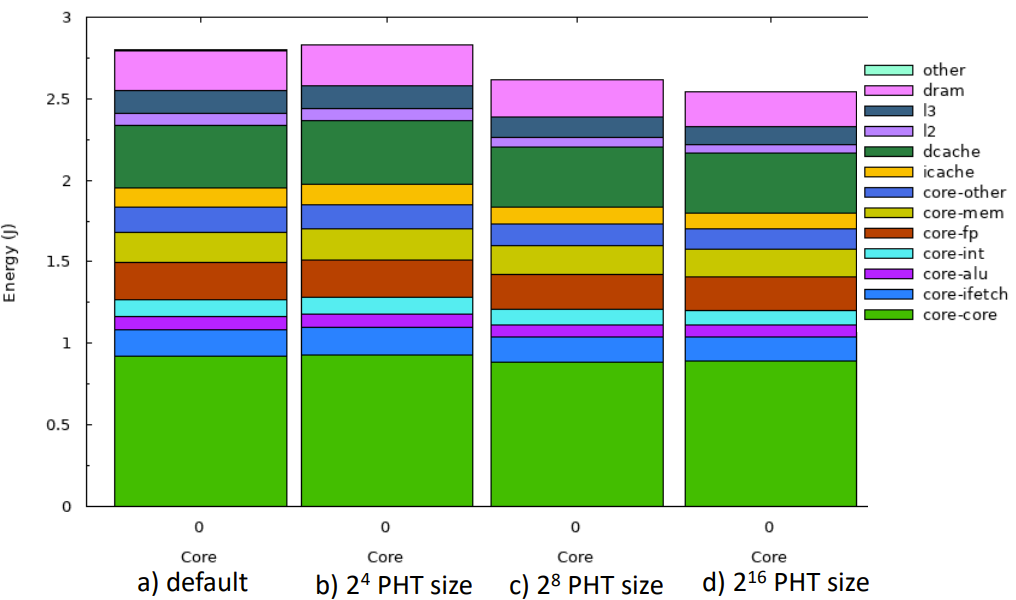 3
2.5
2
1.5
1
0.5
0
Energy (J)
other
dram
l3
l2
dcache
icache
core-other
core-mem
core-fp
core-int
core-alu
core-ifetch
core-core
0 0 0 0
Core Core Core Core
a) default b) 2⁴ PHT size c) 2⁸ PHT size d) 2¹⁶ PHT size